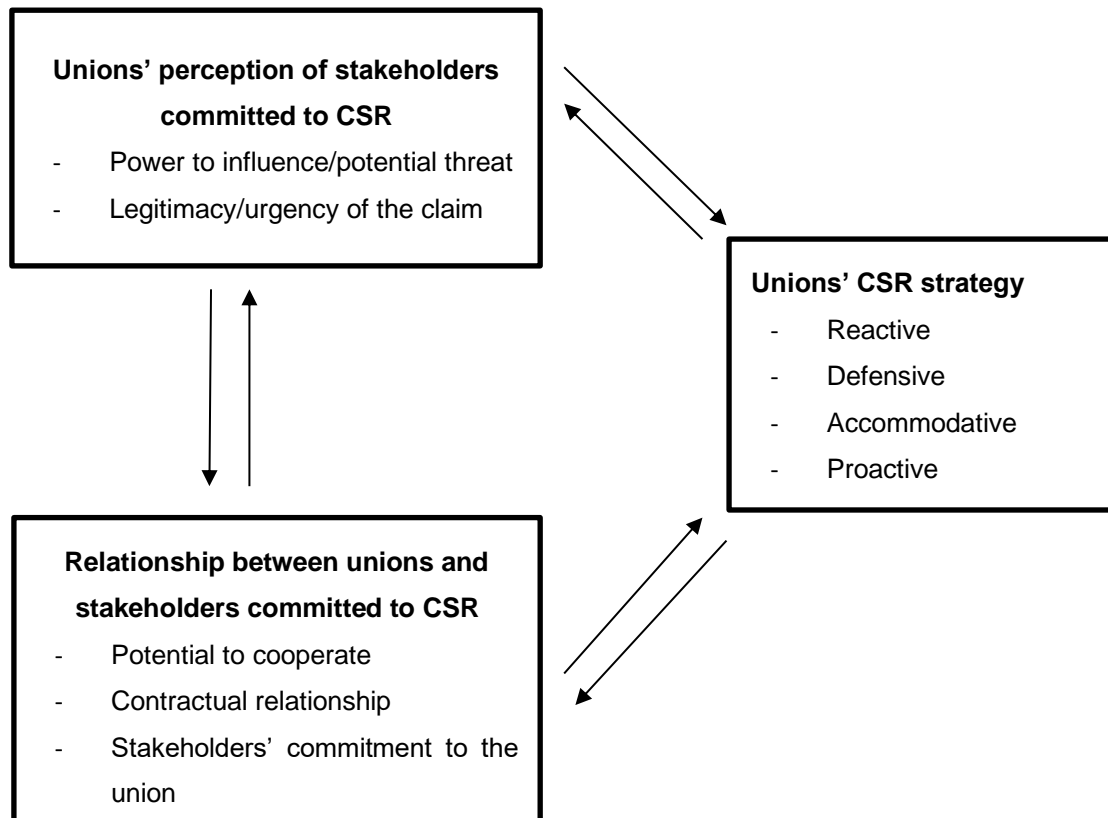 Unions’ perception of stakeholders
committed to CSR
- Power to influence/potential threat
- Legitimacy/urgency of the claim
Unions’ CSR strategy
- Reactive
- Defensive
- Accommodative
- Proactive
Relationship between unions and
stakeholders committed to CSR
- Potential to cooperate
- Contractual relationship
- Stakeholders’ commitment to the
union